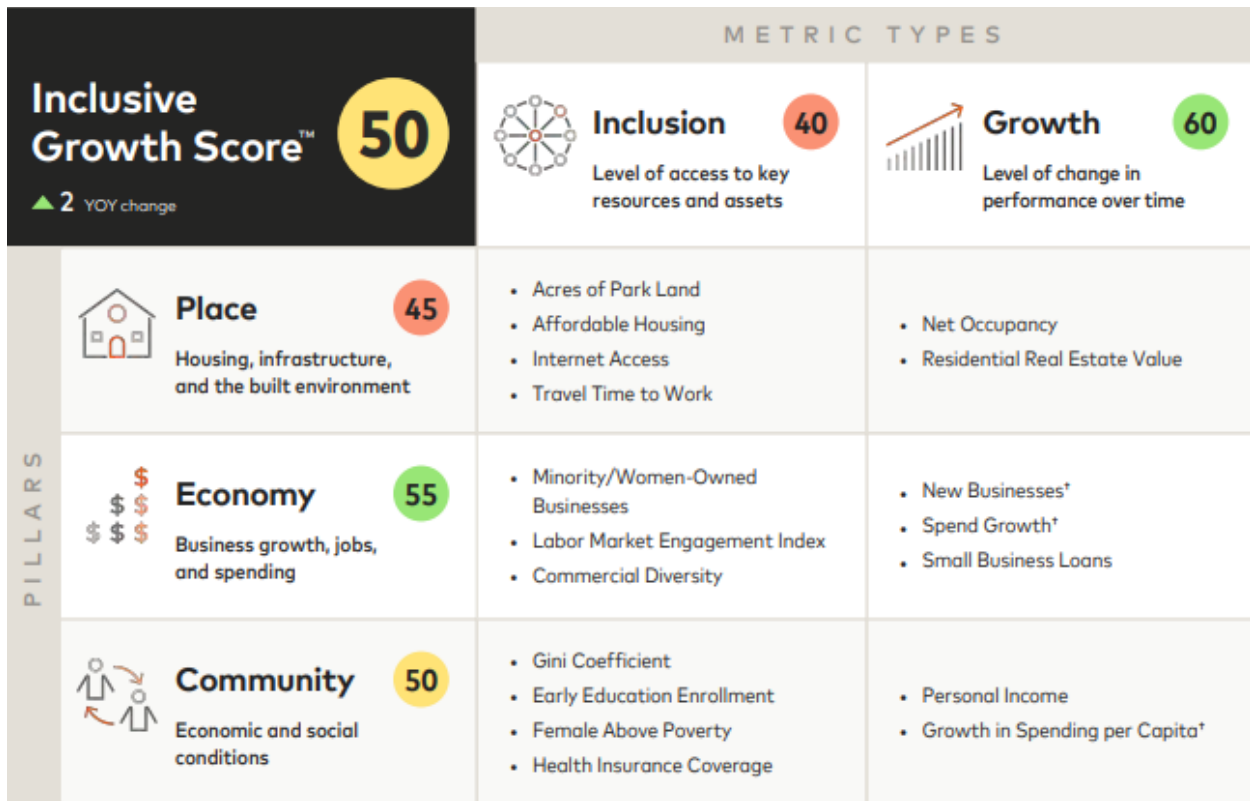 METRIC TYPES
Inclusive
Growth Score™
50
▲ 2 YOY change
Inclusion
40
Level of access to key
resources and assets
Growth
60
Level of change in
performance over time
PILLARS
Place
45
Housing, infrastructure,
and the built environment
• Acres of Park Land
• Affordable Housing
• Internet Access
• Travel Time to Work
• Net Occupancy
• Residential Real Estate Value
$
$ $
$ $ $
Economy
55
Business growth, jobs,
and spending
• Minority/Women-Owned
Businesses
• Labor Market Engagement Index
• Commercial Diversity
• New Businesses†
• Spend Growth†
• Small Business Loans
Community
50
Economic and social
conditions
• Gini Coefficient
• Early Education Enrollment
• Female Above Poverty
• Health Insurance Coverage
• Personal Income
• Growth in Spending per Capita†